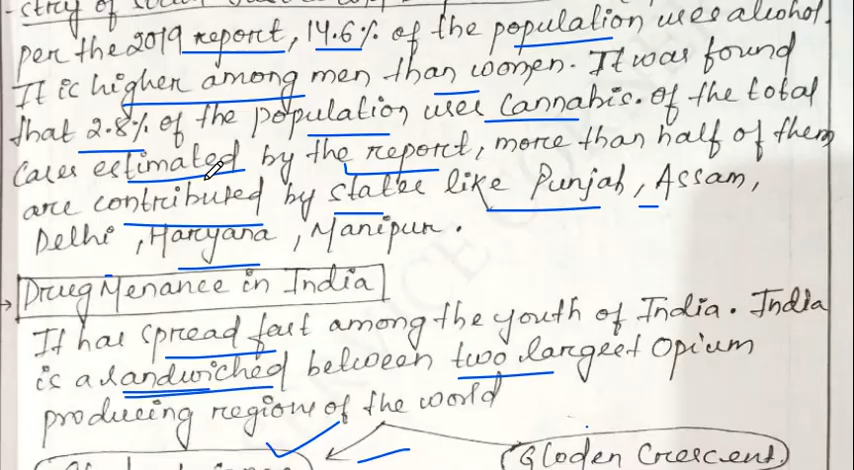 -stry of social
per the 2019 report, 14.6% of the population uses alcohol.
It is higher among men than women. It was found
that 2.8% of the population uses cannabis. Of the total
cases estimated by the report, more than half of them
are contributed by states like Punjab, Assam,
Delhi, Haryana, Manipur.
Drug Menance in India
It has spread fast among the youth of India. India
is a sandwiched between two largest opium
producing regions of the world
Gloden Crescent